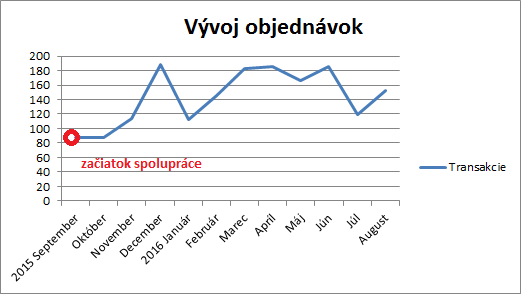 Vývoj objednávok
200
180
160
140
120
100
80
60
40
20
0
začiatok spolupráce
Transakcie
2015 September
Október
November
December
2016 Január
Február
Marec
Apríl
Máj
Jún
Júl
August